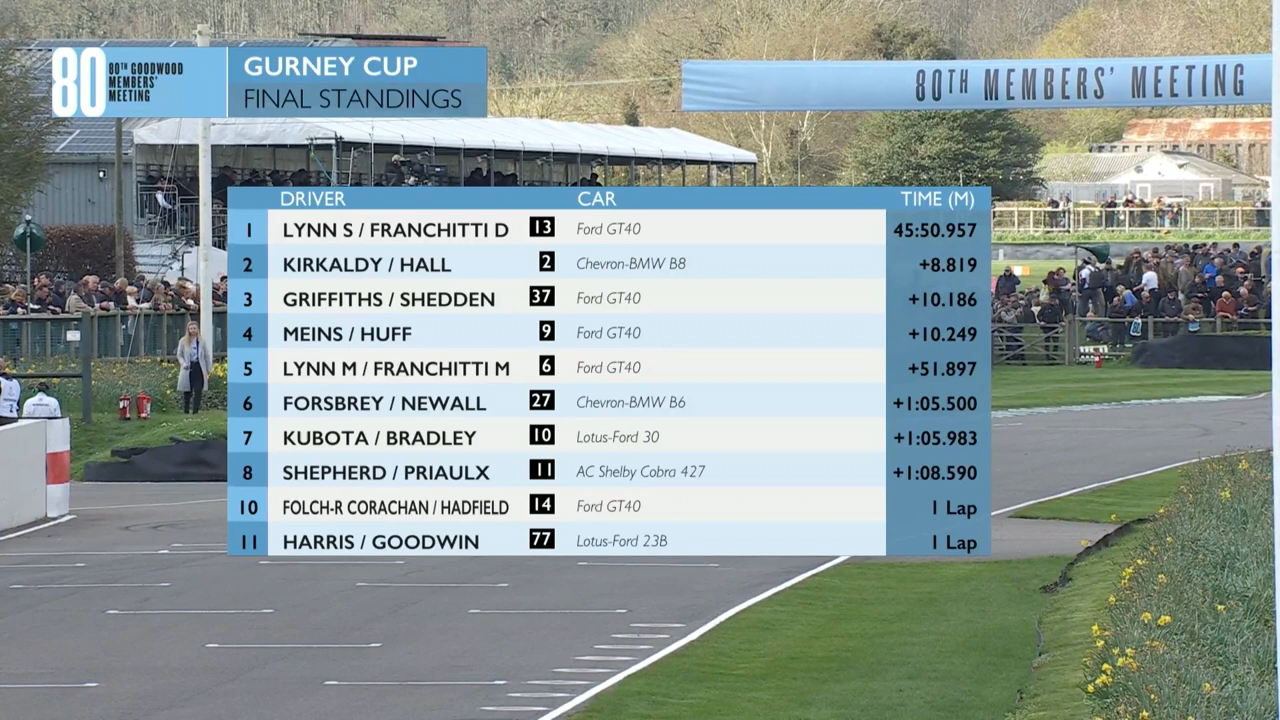 80 80TH GOODWOOD MEMBERS' MEETING
GURNEY CUP
FINAL STANDINGS
80TH MEMBERS' MEETING
DRIVER CAR TIME (M)
1 LYNN S / FRANCHITTI D 13 Ford GT40 45:50.957
2 KIRKALDY / HALL 2 Chevron-BMW B8 +8.819
3 GRIFFITHS / SHEDDEN 37 Ford GT40 +10.186
4 MEINS / HUFF 9 Ford GT40 +10.249
5 LYNN M / FRANCHITTI M 6 Ford GT40 +51.897
6 FORSBREY / NEWALL 27 Chevron-BMW B6 +1:05.500
7 KUBOTA / BRADLEY 10 Lotus-Ford 30 +1:05.983
8 SHEPHERD / PRIAULX 11 AC Shelby Cobra 427 +1:08.590
10 FOLCH-R CORACHAN / HADFIELD 14 Ford GT40 1 Lap
11 HARRIS / GOODWIN 77 Lotus-Ford 23B 1 Lap
80